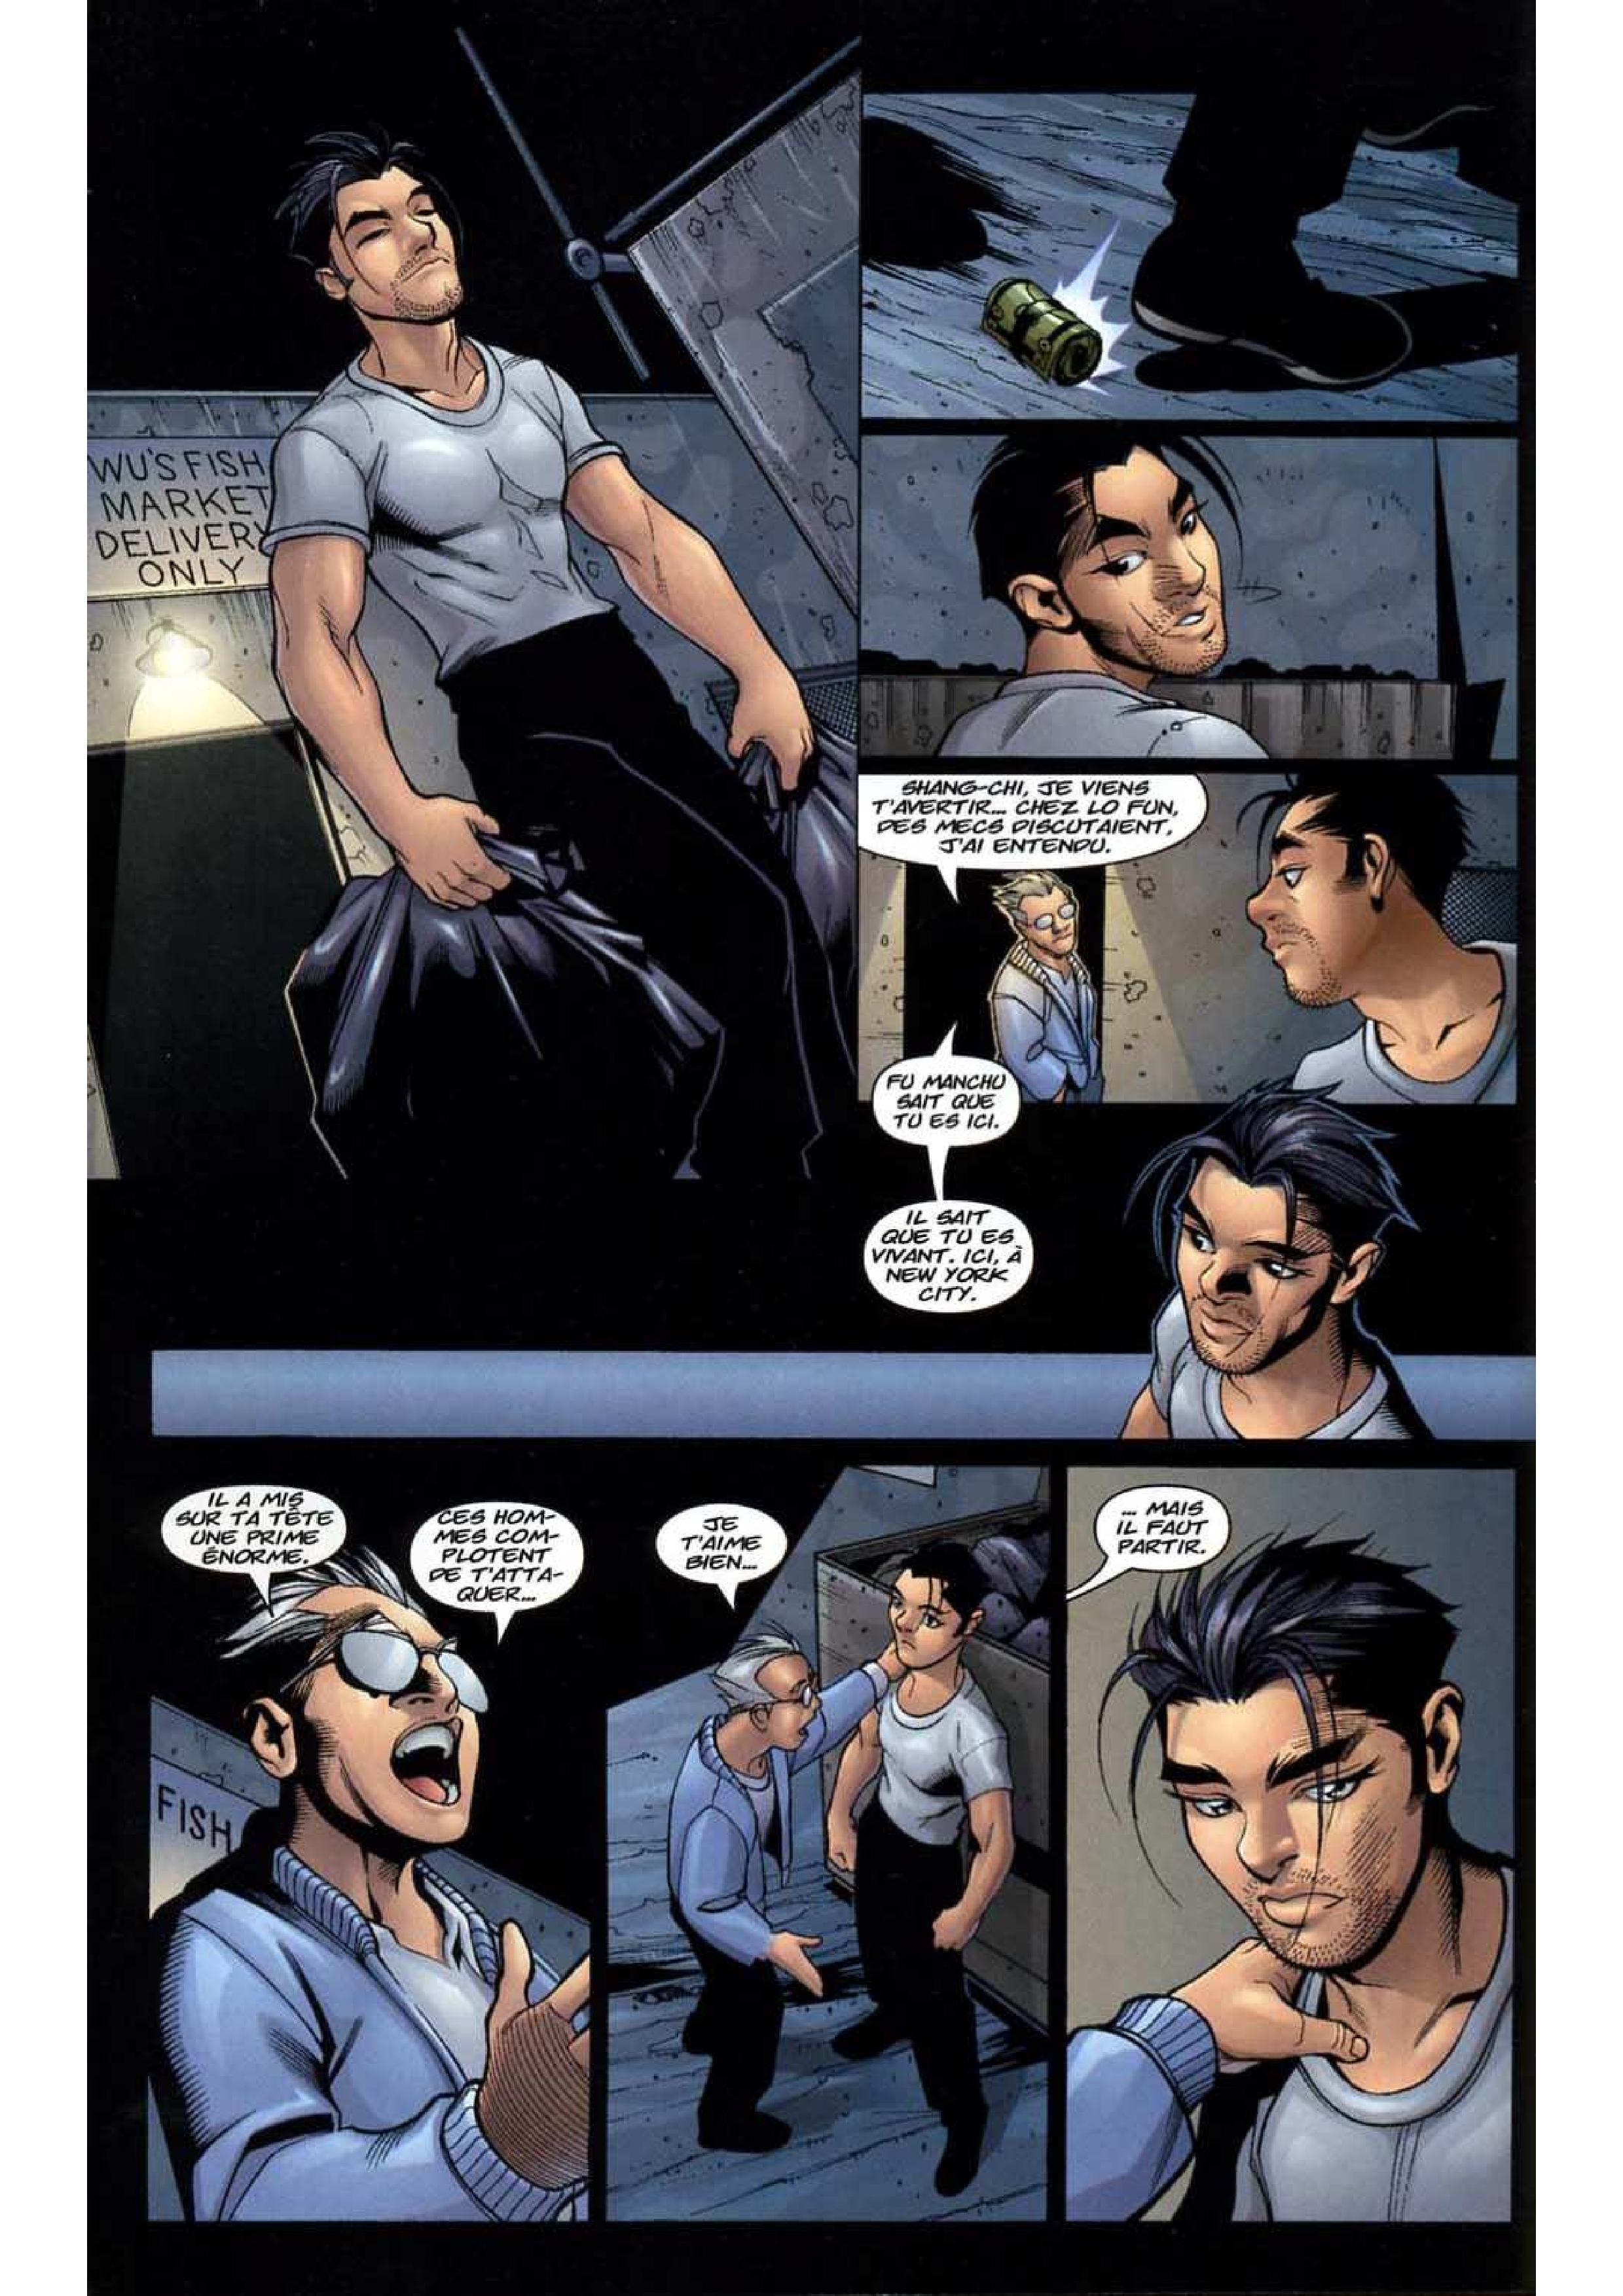 WU'S FISH
MARKET
DELIVERY
ONLY
SHANG-CHI, JE VIENS
T'AVERTIR... CHEZ LO FUN,
DES MECS DISCUTAIENT,
J'AI ENTENDU.
FU MANCHU
SAIT QUE
TU ES ICI.
IL SAIT
QUE TU ES
VIVANT. ICI, À
NEW YORK
CITY.
IL A MIS
SUR TA TÊTE
UNE PRIME
ÉNORME.
CES HOM-
MES COM-
PLOTENT
DE T'ATTA-
QUER...
FISH
JE
T'AIME
BIEN...
... MAIS
IL FAUT
PARTIR.